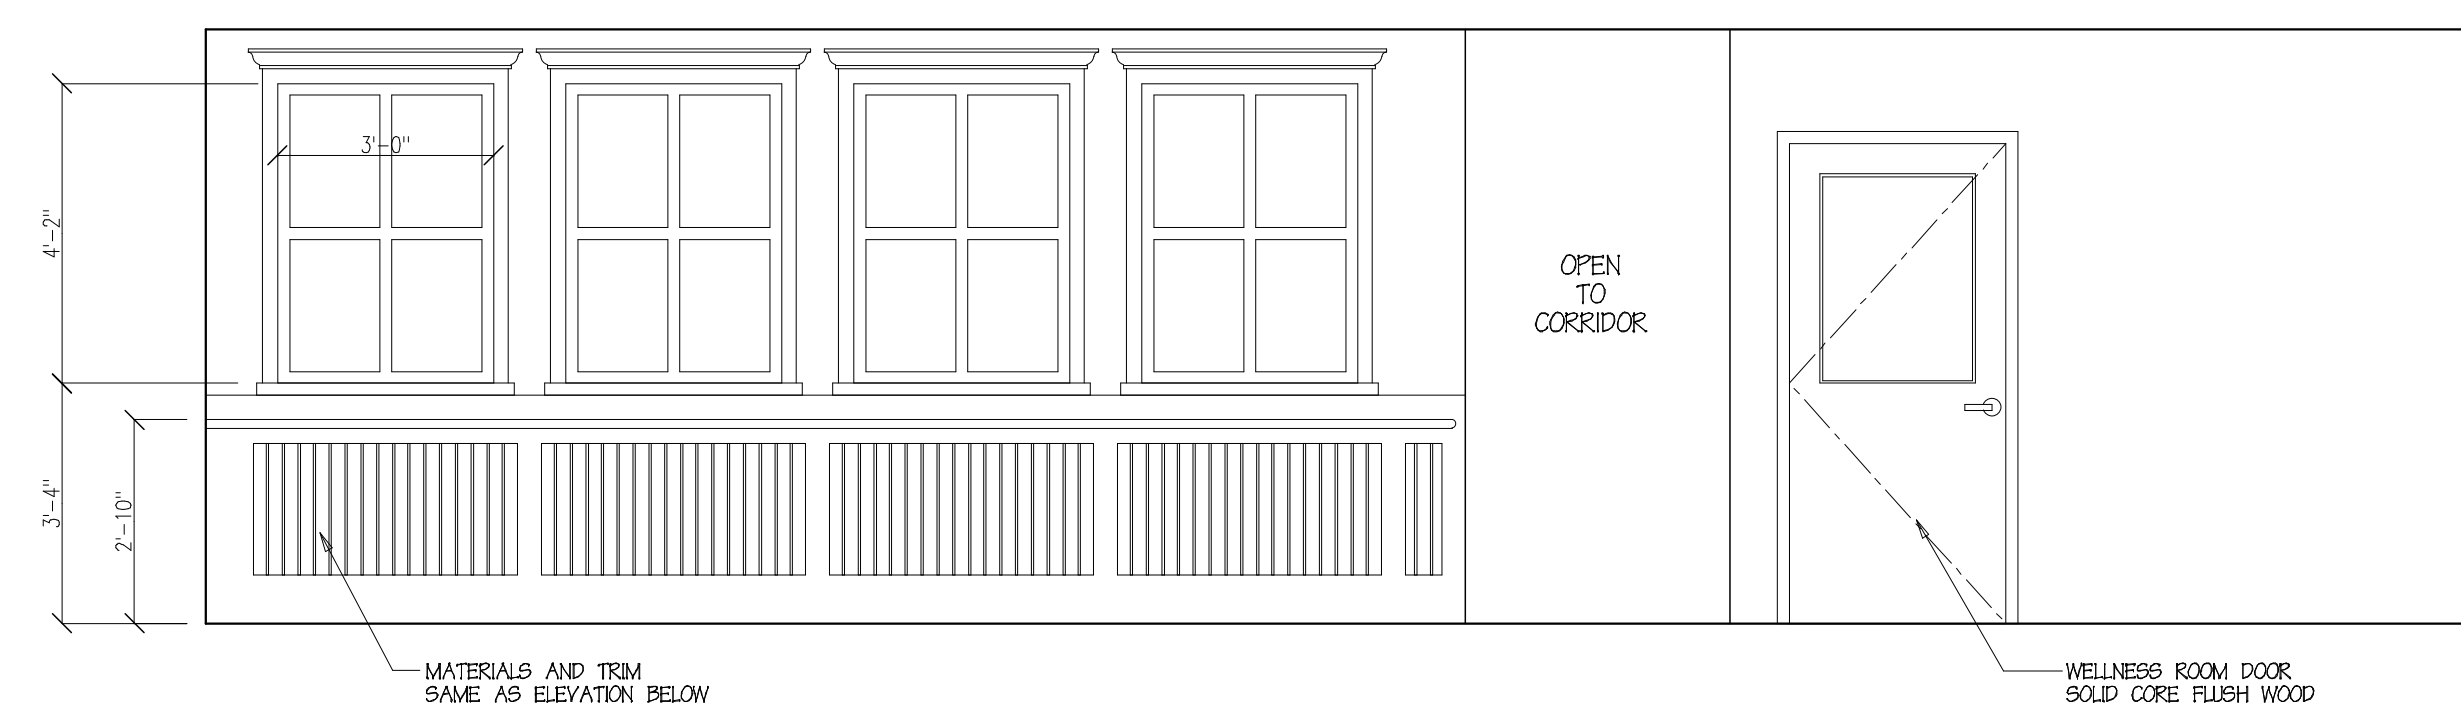 3'-0"
4'-2"
OPEN
TO
CORRIDOR
3'-4"
2'-10"
MATERIALS AND TRIM
SAME AS ELEVATION BELOW
WELLNESS ROOM DOOR
SOLID CORE FLUSH WOOD